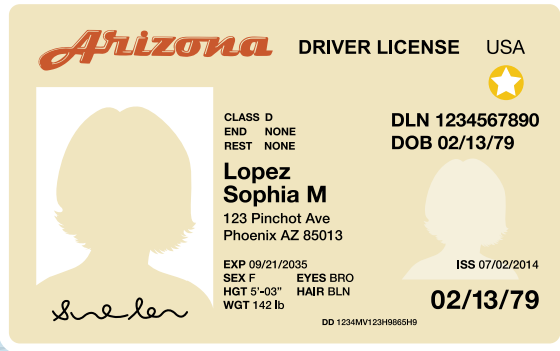 Arizona DRIVER LICENSE USA
CLASS D
END NONE
REST NONE
DLN 1234567890
DOB 02/13/79
Lopez
Sophia M
123 Pinchot Ave
Phoenix AZ 85013
EXP 09/21/2035
SEX F EYES BRO
HGT 5'-03" HAIR BLN
WGT 142 lb
ISS 07/02/2014
02/13/79
DD 1234MV123H9865H9